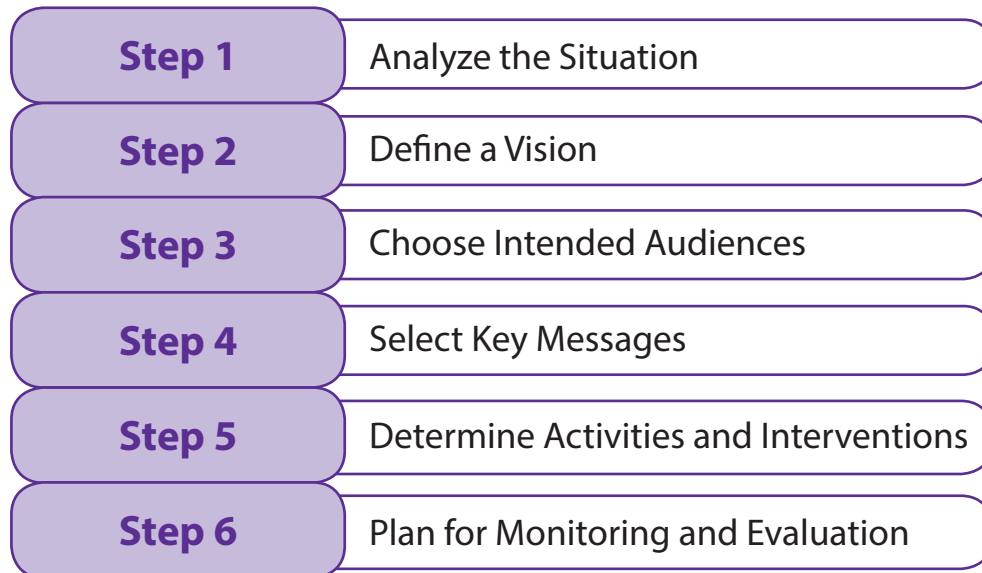 Step 1 Analyze the Situation
Step 2 Define a Vision
Step 3 Choose Intended Audiences
Step 4 Select Key Messages
Step 5 Determine Activities and Interventions
Step 6 Plan for Monitoring and Evaluation